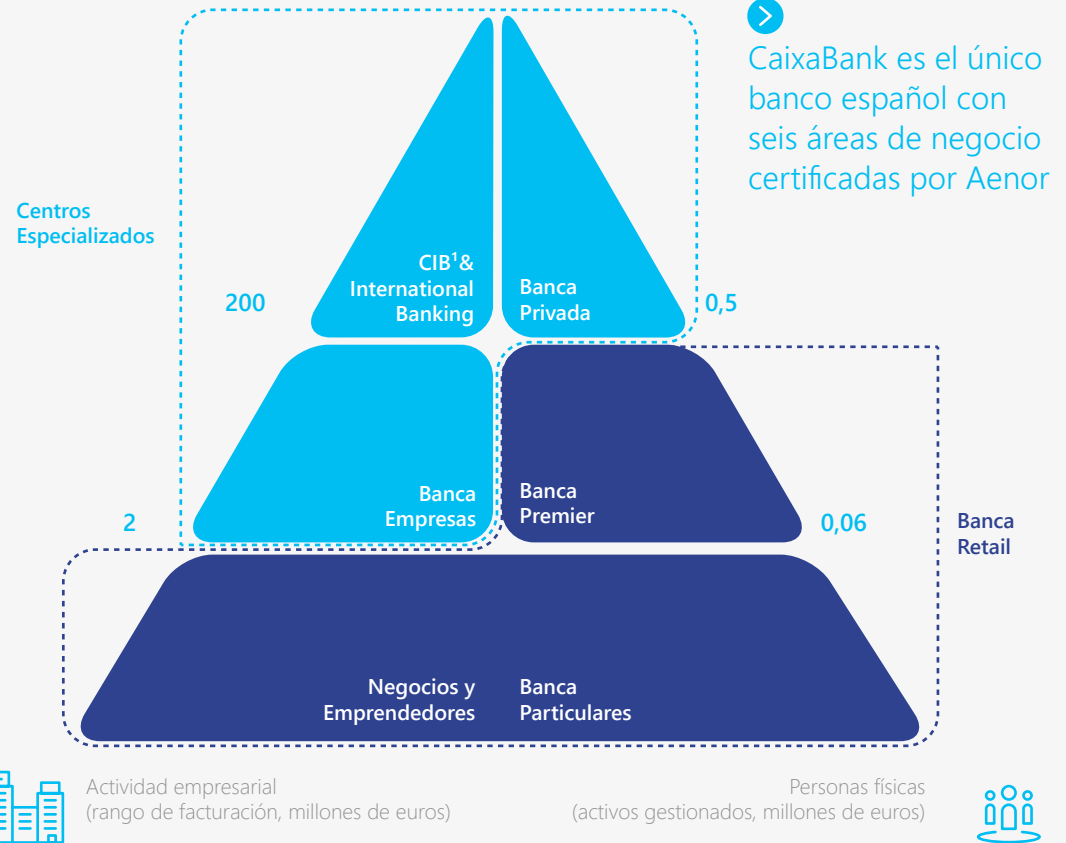 CaixaBank es el único
banco español con
seis áreas de negocio
certificadas por Aenor
Centros
Especializados
CIB¹&
International
Banking
Banca
Privada
200
0,5
Banca
Empresas
Banca
Premier
2
0,06
Banca
Retail
Negocios y
Emprendedores
Banca
Particulares
Actividad empresarial
(rango de facturación, millones de euros)
Personas físicas
(activos gestionados, millones de euros)